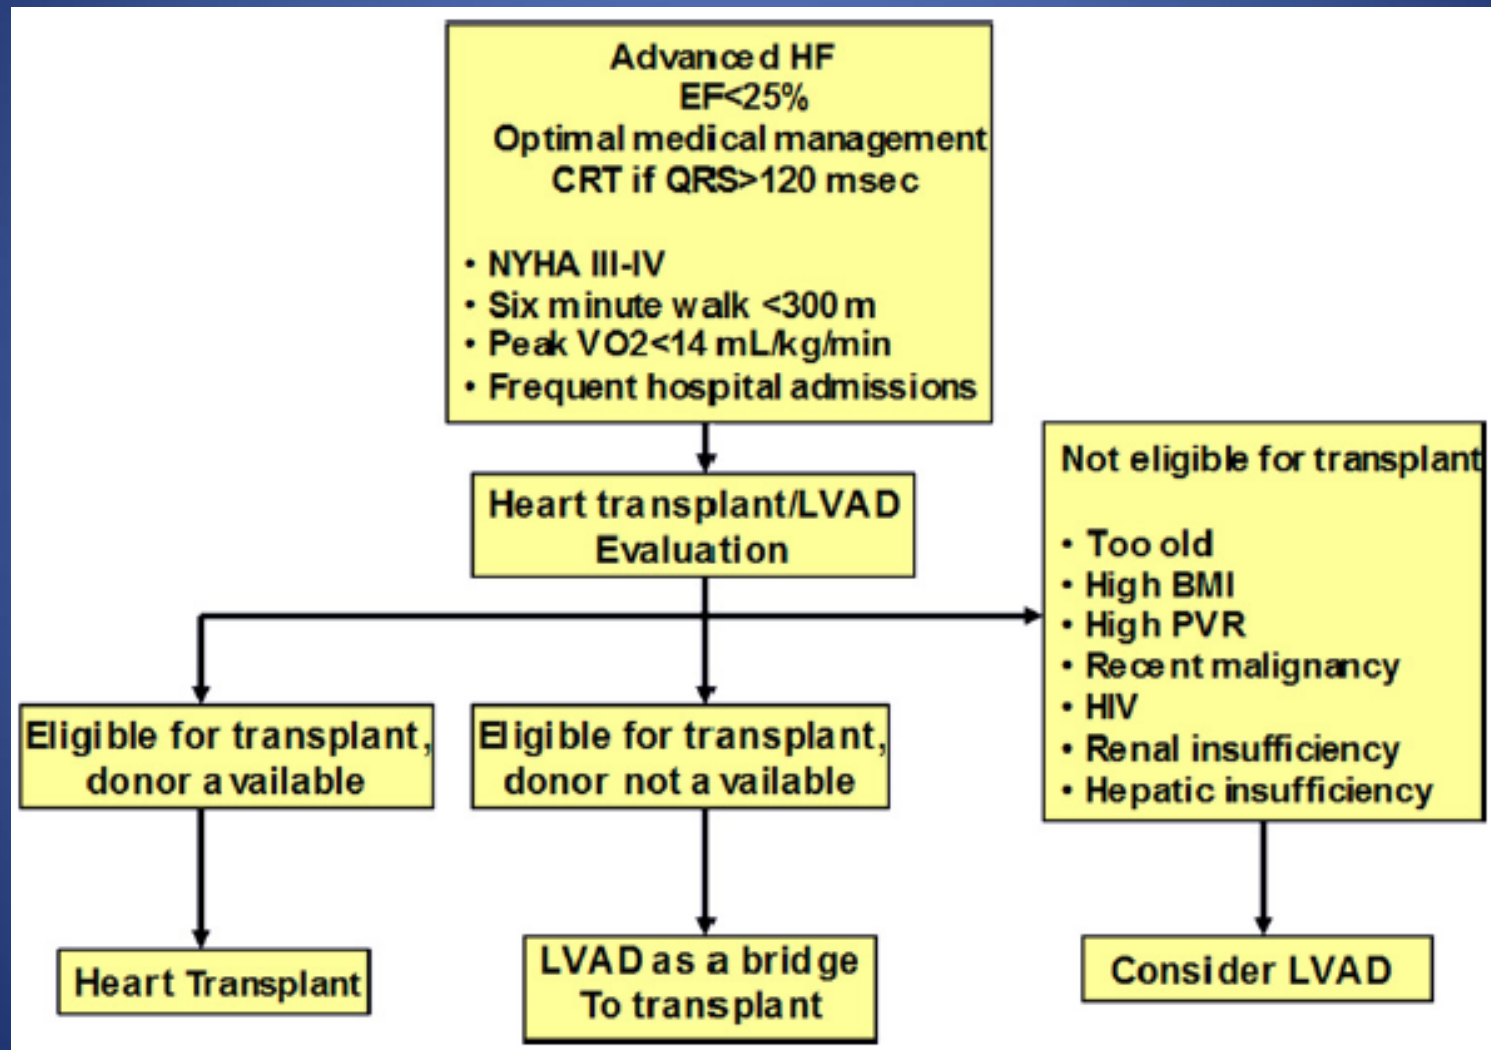 Advanced HF
EF<25%
Optimal medical management
CRT if QRS>120 msec
• NYHA III-IV
• Six minute walk <300 m
• Peak VO2<14 mL/kg/min
• Frequent hospital admissions
Heart transplant/LVAD
Evaluation
Not eligible for transplant
• Too old
• High BMI
• High PVR
• Recent malignancy
• HIV
• Renal insufficiency
• Hepatic insufficiency
Eligible for transplant,
donor available
Eligible for transplant,
donor not available
Heart Transplant
LVAD as a bridge
To transplant
Consider LVAD